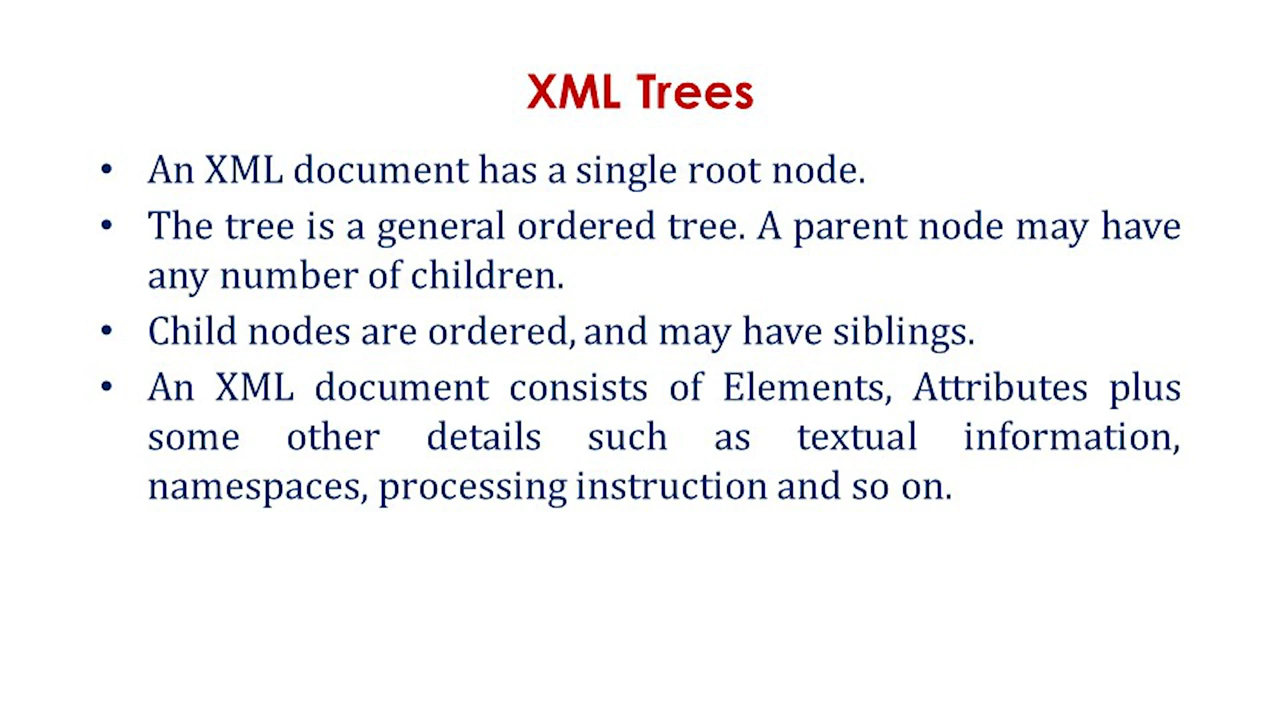 XML Trees
• An XML document has a single root node.
• The tree is a general ordered tree. A parent node may have
any number of children.
• Child nodes are ordered, and may have siblings.
• An XML document consists of Elements, Attributes plus
some other details such as textual information,
namespaces, processing instruction and so on.